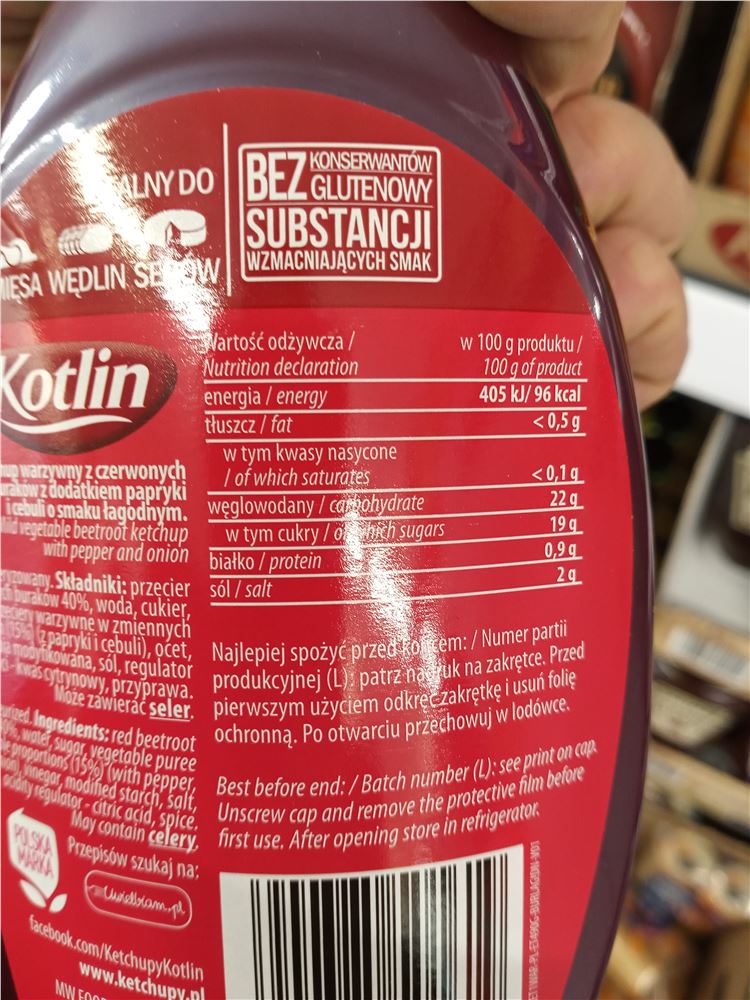 ALNY DO
MIĘSA WĘDLIN SERÓW
BEZ KONSERWANTÓW
GLUTENOWY
SUBSTANCJI
WZMACNIAJĄCYCH SMAK
Kotlin
warzywny z czerwonych
buraków z dodatkiem papryki
i cebuli o smaku łagodnym.
Mild vegetable beetroot ketchup
with pepper and onion
Składniki: przecier
buraków 40%, woda, cukier,
warzywne w zmiennych
(z papryki i cebuli), ocet,
modyfikowana, sól, regulator
kwas cytrynowy, przyprawa.
Może zawierać seler.
Ingredients: red beetroot
water, sugar, vegetable puree
proportions (15%) (with pepper,
vinegar, modified starch, salt,
acidity regulator - citric acid, spice.
May contain celery.
Wartość odżywcza / w 100 g produktu /
Nutrition declaration 100 g of product
energia / energy 405 kJ/ 96 kcal
tłuszcz / fat < 0,5 g
w tym kwasy nasycone
/ of which saturates < 0,1 g
węglowodany / carbohydrate 22 g
w tym cukry / of which sugars 19 g
białko / protein 0,9 g
sól / salt 2 g
Najlepiej spożyć przed końcem: / Numer partii
produkcyjnej (L): patrz nadruk na zakrętce. Przed
pierwszym użyciem odkręć zakrętkę i usuń folię
ochronną. Po otwarciu przechowuj w lodówce.
Best before end: / Batch number (L): see print on cap.
Unscrew cap and remove the protective film before
first use. After opening store in refrigerator.
POLSKA
MARKA
Przepisów szukaj na:
Uwielbiam.pl
facebook.com/KetchupyKotlin
www.ketchupy.pl
MW FOO